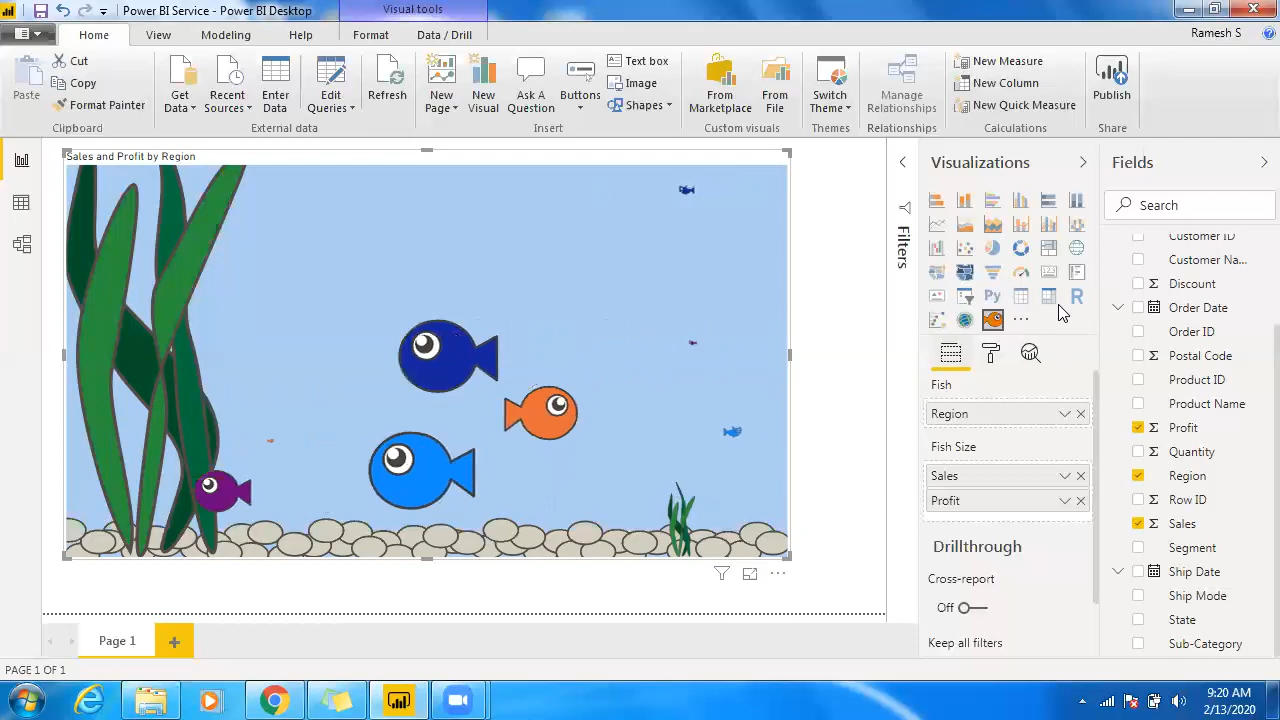 Power BI Service - Power BI Desktop
Visual tools
Home
View
Modeling
Help
Format
Data / Drill
Ramesh S
Paste
Cut
Copy
Format Painter
Clipboard
Get Data
Recent Sources
Enter Data
Edit Queries
Refresh
External data
New Page
New Visual
Ask A Question
Buttons
Text box
Image
Shapes
Insert
From Marketplace
From File
Custom visuals
Switch Theme
Themes
Manage Relationships
Relationships
New Measure
New Column
New Quick Measure
Calculations
Publish
Share
Sales and Profit by Region
Filters
Visualizations
Py
R
Fish
Region
Fish Size
Sales
Profit
Drillthrough
Cross-report
Off
Keep all filters
Fields
Search
Customer ID
Customer Na...
Discount
Order Date
Order ID
Postal Code
Product ID
Product Name
Profit
Quantity
Region
Row ID
Sales
Segment
Ship Date
Ship Mode
State
Sub-Category
Page 1
PAGE 1 OF 1
9:20 AM
2/13/2020